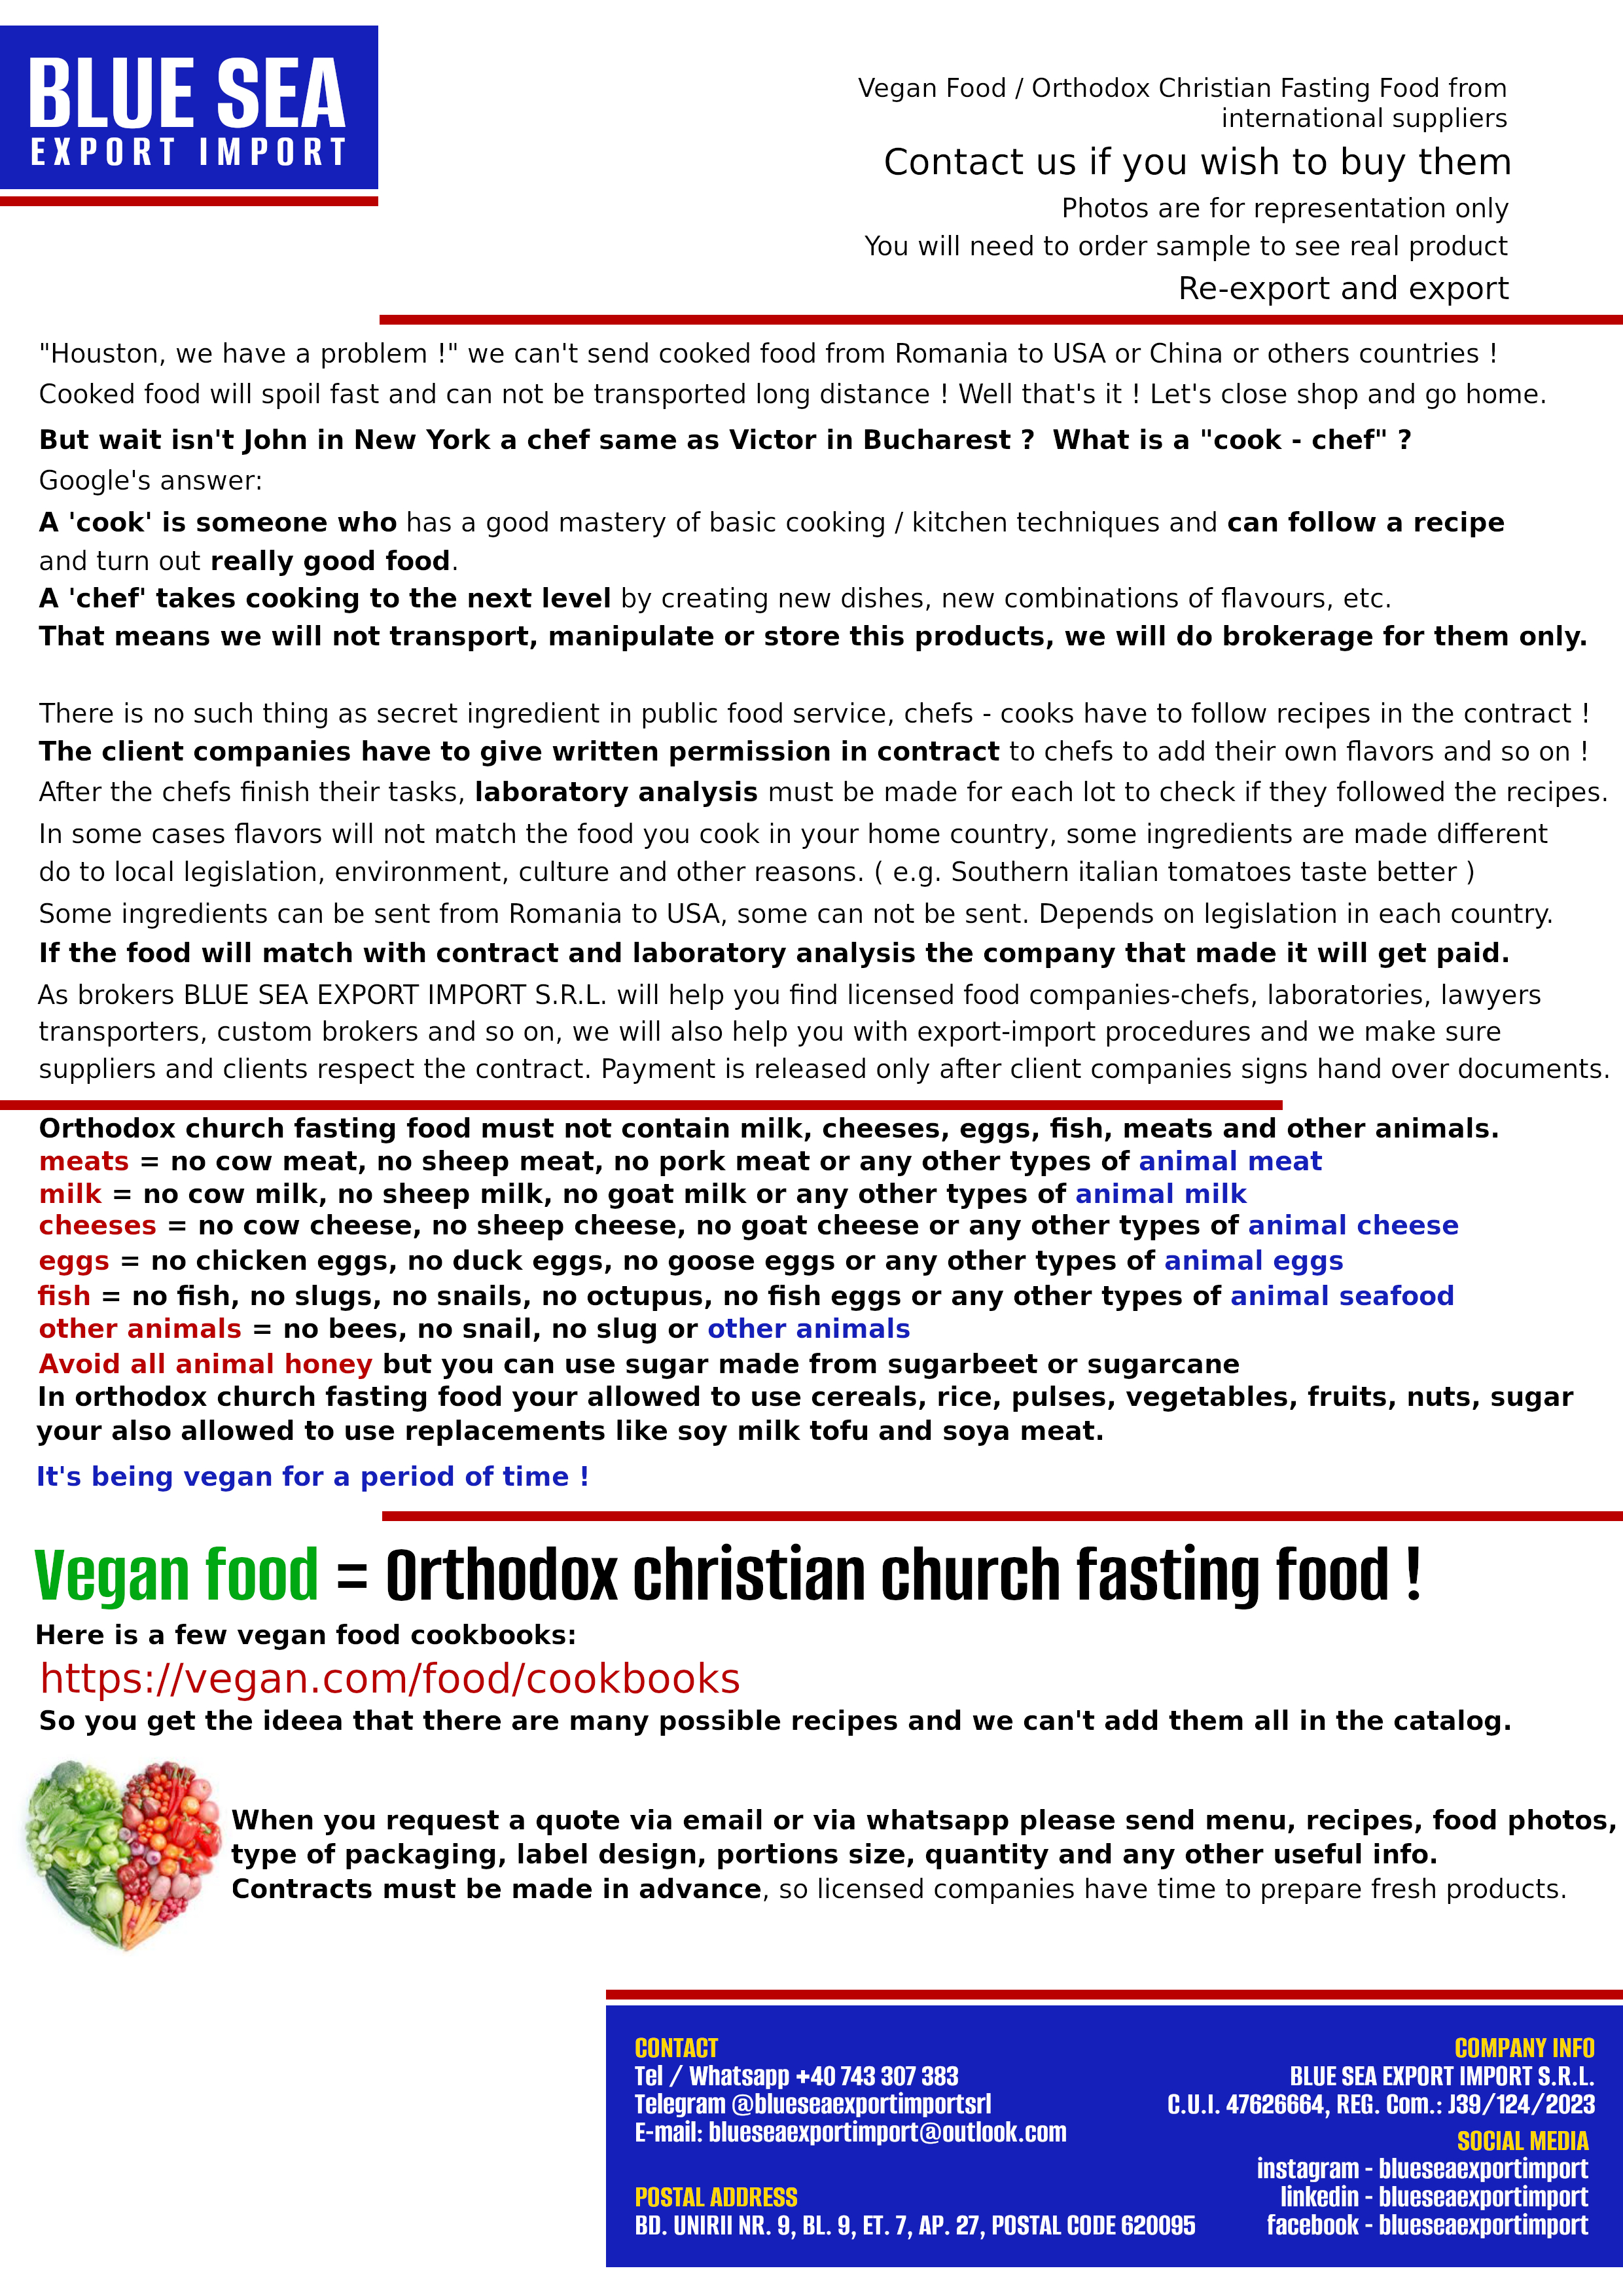 BLUE SEA
EXPORT IMPORT
Vegan Food / Orthodox Christian Fasting Food from
international suppliers
Contact us if you wish to buy them
Photos are for representation only
You will need to order sample to see real product
Re-export and export
"Houston, we have a problem !" we can't send cooked food from Romania to USA or China or others countries !
Cooked food will spoil fast and can not be transported long distance ! Well that's it ! Let's close shop and go home.
But wait isn't John in New York a chef same as Victor in Bucharest ?  What is a "cook - chef" ?
Google's answer:
A 'cook' is someone who has a good mastery of basic cooking / kitchen techniques and can follow a recipe
and turn out really good food.
A 'chef' takes cooking to the next level by creating new dishes, new combinations of flavours, etc.
That means we will not transport, manipulate or store this products, we will do brokerage for them only.
There is no such thing as secret ingredient in public food service, chefs - cooks have to follow recipes in the contract !
The client companies have to give written permission in contract to chefs to add their own flavors and so on !
After the chefs finish their tasks, laboratory analysis must be made for each lot to check if they followed the recipes.
In some cases flavors will not match the food you cook in your home country, some ingredients are made different
do to local legislation, environment, culture and other reasons. ( e.g. Southern italian tomatoes taste better )
Some ingredients can be sent from Romania to USA, some can not be sent. Depends on legislation in each country.
If the food will match with contract and laboratory analysis the company that made it will get paid.
As brokers BLUE SEA EXPORT IMPORT S.R.L. will help you find licensed food companies-chefs, laboratories, lawyers
transporters, custom brokers and so on, we will also help you with export-import procedures and we make sure
suppliers and clients respect the contract. Payment is released only after client companies signs hand over documents.
Orthodox church fasting food must not contain milk, cheeses, eggs, fish, meats and other animals.
meats = no cow meat, no sheep meat, no pork meat or any other types of animal meat
milk = no cow milk, no sheep milk, no goat milk or any other types of animal milk
cheeses = no cow cheese, no sheep cheese, no goat cheese or any other types of animal cheese
eggs = no chicken eggs, no duck eggs, no goose eggs or any other types of animal eggs
fish = no fish, no slugs, no snails, no octupus, no fish eggs or any other types of animal seafood
other animals = no bees, no snail, no slug or other animals
Avoid all animal honey but you can use sugar made from sugarbeet or sugarcane
In orthodox church fasting food your allowed to use cereals, rice, pulses, vegetables, fruits, nuts, sugar
your also allowed to use replacements like soy milk tofu and soya meat.
It's being vegan for a period of time !
Vegan food = Orthodox christian church fasting food !
Here is a few vegan food cookbooks:
https://vegan.com/food/cookbooks
So you get the ideea that there are many possible recipes and we can't add them all in the catalog.
When you request a quote via email or via whatsapp please send menu, recipes, food photos,
type of packaging, label design, portions size, quantity and any other useful info.
Contracts must be made in advance, so licensed companies have time to prepare fresh products.
CONTACT
Tel / Whatsapp +40 743 307 383
Telegram @blueseaexportimportsrl
E-mail: blueseaexportimport@outlook.com
POSTAL ADDRESS
BD. UNIRII NR. 9, BL. 9, ET. 7, AP. 27, POSTAL CODE 620095
COMPANY INFO
BLUE SEA EXPORT IMPORT S.R.L.
C.U.I. 47626664, REG. Com.: J39/124/2023
SOCIAL MEDIA
instagram - blueseaexportimport
linkedin - blueseaexportimport
facebook - blueseaexportimport